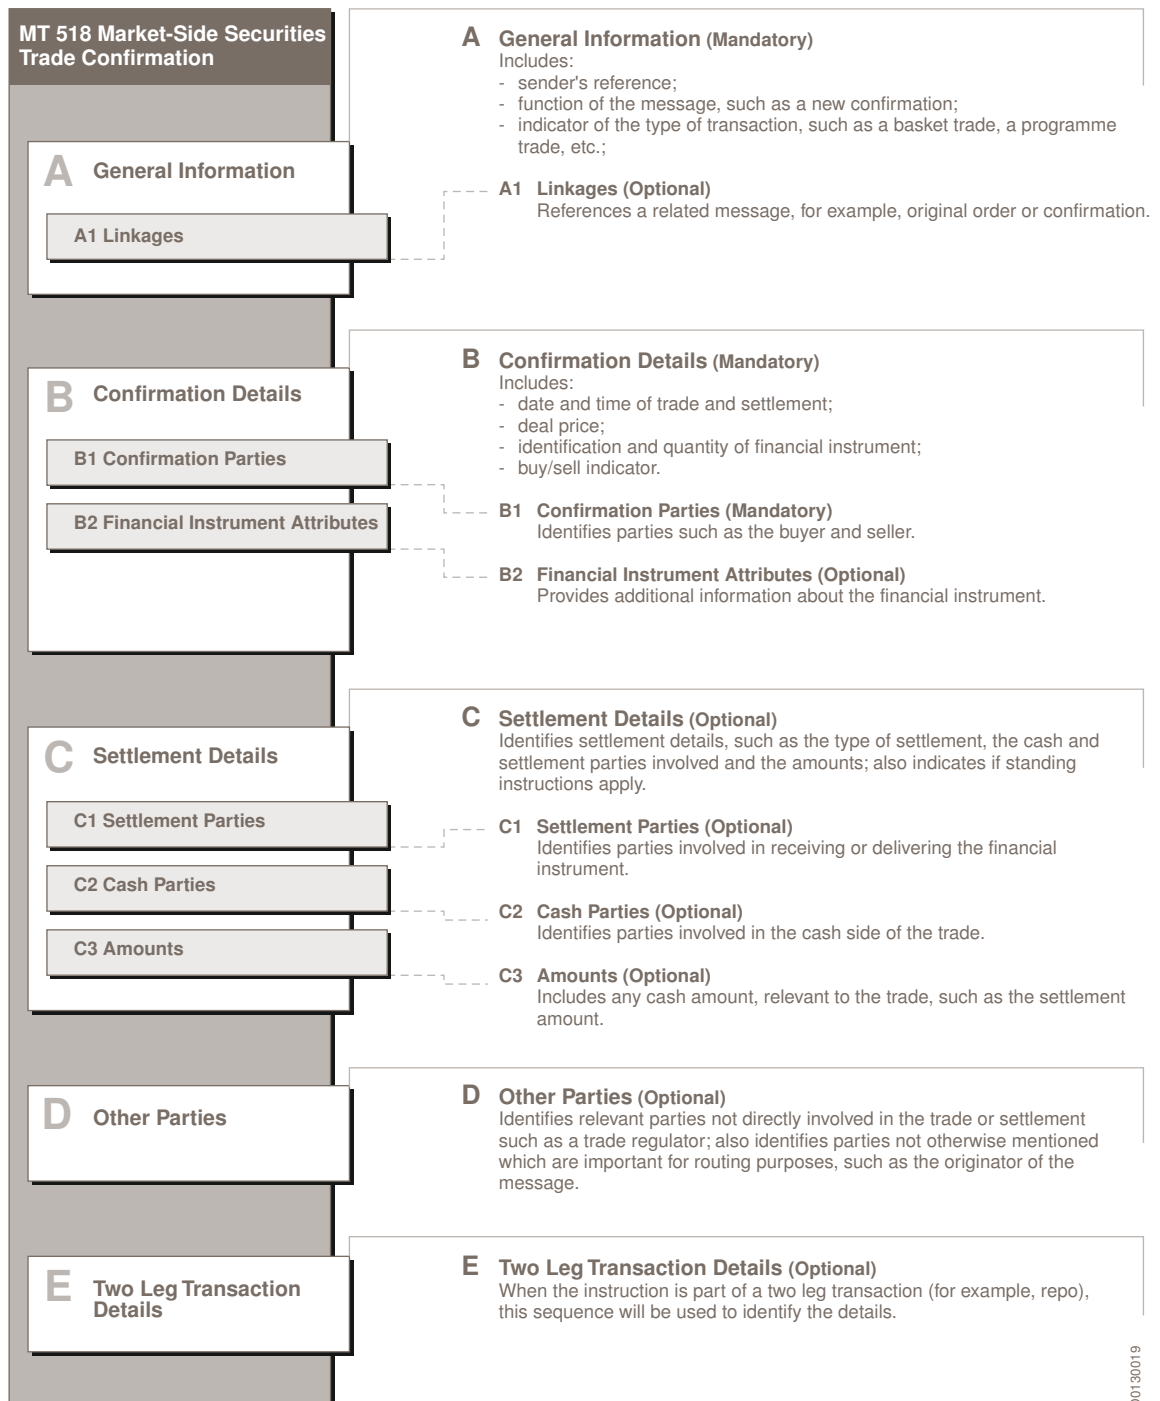 MT 518 Market-Side Securities
Trade Confirmation
A General Information
A1 Linkages
A General Information (Mandatory)
Includes:
- sender's reference;
- function of the message, such as a new confirmation;
- indicator of the type of transaction, such as a basket trade, a programme
trade, etc.;
A1 Linkages (Optional)
References a related message, for example, original order or confirmation.
B Confirmation Details
B1 Confirmation Parties
B2 Financial Instrument Attributes
B Confirmation Details (Mandatory)
Includes:
- date and time of trade and settlement;
- deal price;
- identification and quantity of financial instrument;
- buy/sell indicator.
B1 Confirmation Parties (Mandatory)
Identifies parties such as the buyer and seller.
B2 Financial Instrument Attributes (Optional)
Provides additional information about the financial instrument.
C Settlement Details
C1 Settlement Parties
C2 Cash Parties
C3 Amounts
C Settlement Details (Optional)
Identifies settlement details, such as the type of settlement, the cash and
settlement parties involved and the amounts; also indicates if standing
instructions apply.
C1 Settlement Parties (Optional)
Identifies parties involved in receiving or delivering the financial
instrument.
C2 Cash Parties (Optional)
Identifies parties involved in the cash side of the trade.
C3 Amounts (Optional)
Includes any cash amount, relevant to the trade, such as the settlement
amount.
D Other Parties
D Other Parties (Optional)
Identifies relevant parties not directly involved in the trade or settlement
such as a trade regulator; also identifies parties not otherwise mentioned
which are important for routing purposes, such as the originator of the
message.
E Two Leg Transaction
Details
E Two Leg Transaction Details (Optional)
When the instruction is part of a two leg transaction (for example, repo),
this sequence will be used to identify the details.